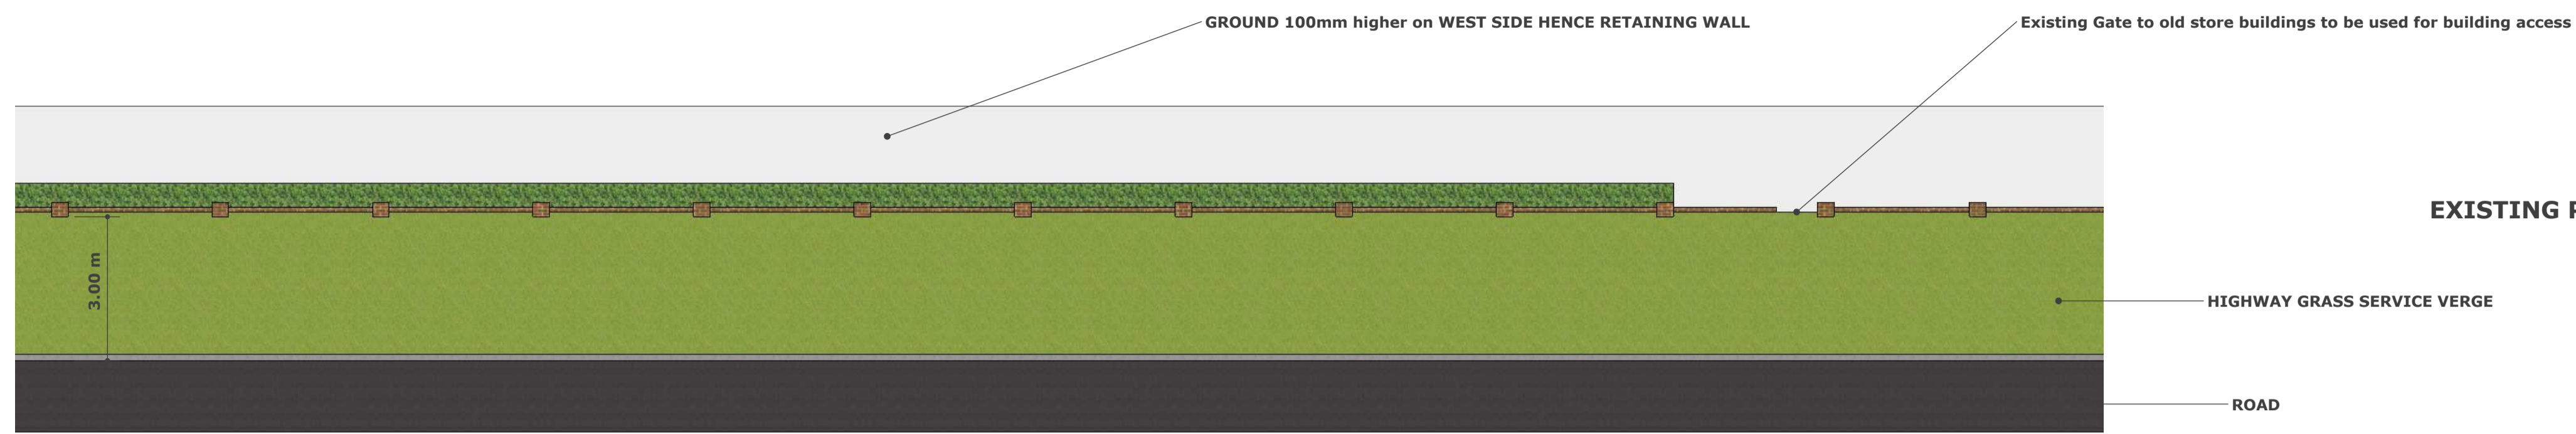 GROUND 100mm higher on WEST SIDE HENCE RETAINING WALL
Existing Gate to old store buildings to be used for building access
EXISTING
3.00 m
HIGHWAY GRASS SERVICE VERGE
ROAD